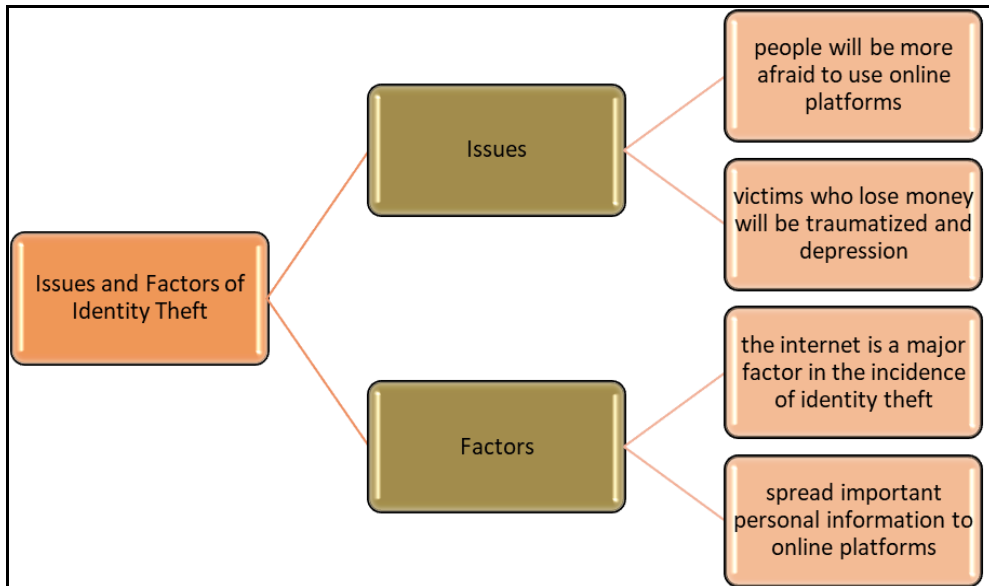 Issues and Factors of
Identity Theft
Issues
people will be more
afraid to use online
platforms
victims who lose money
will be traumatized and
depression
Factors
the internet is a major
factor in the incidence
of identity theft
spread important
personal information to
online platforms